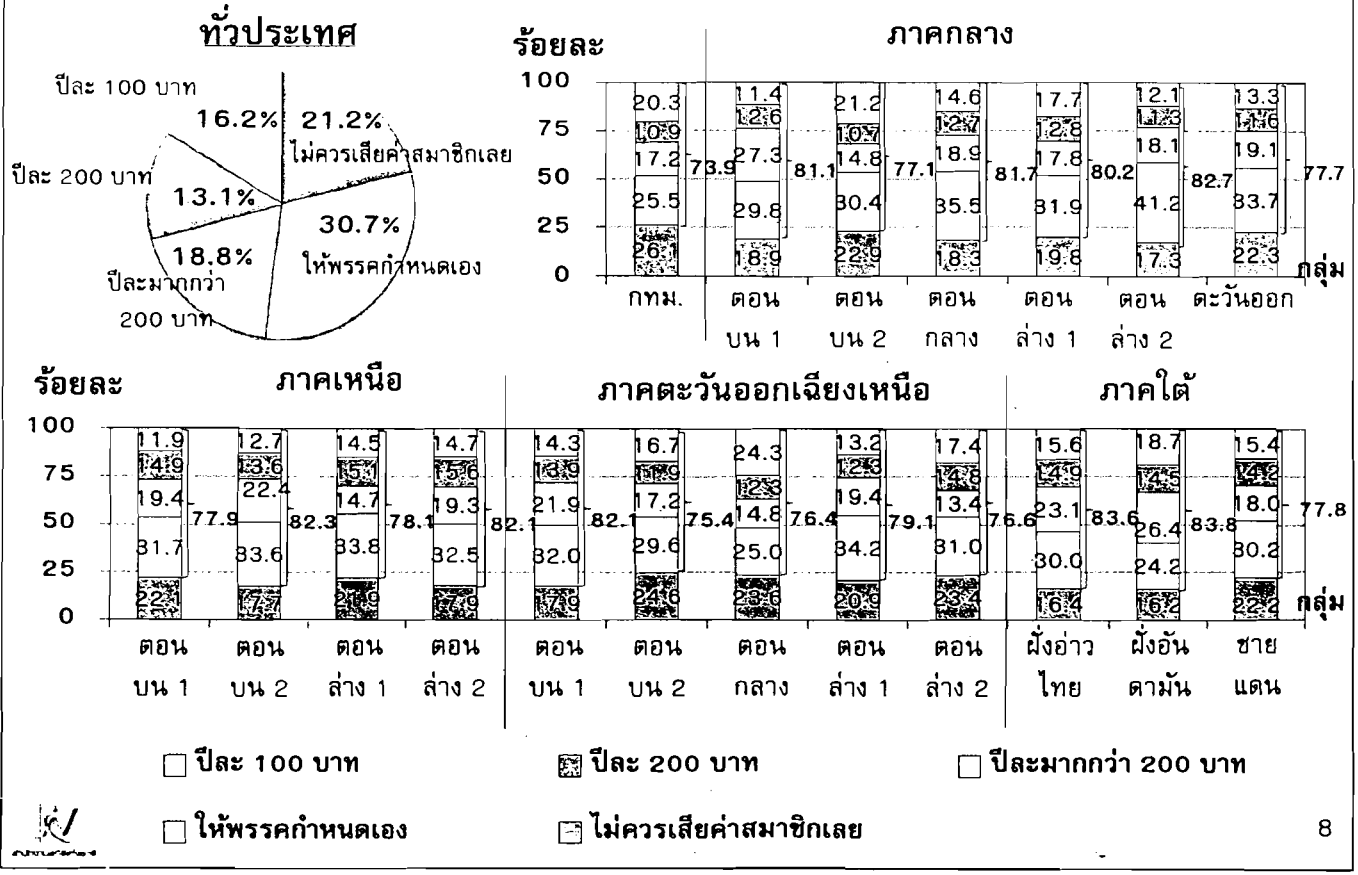 ทั่วประเทศ
ปีละ 100 บาท
16.2% 21.2%
ไม่ควรเสียค่าสมาชิกเลย
ปีละ 200 บาท
13.1%
30.7%
18.8%
ให้พรรคกำหนดเอง
ปีละมากกว่า
200 บาท
ร้อยละ ภาคกลาง
100
75
50
25
0
20.3 11.4 21.2 14.6 17.7 12.1 13.3
10.9 12.6 10.7 12.7 12.8 11.3 11.6
17.2 27.3 14.8 18.9 17.8 18.1 19.1
73.9 81.1 77.1 81.7 80.2 82.7 77.7
25.5 29.8 30.4 35.5 31.9 41.2 33.7
26.1 18.9 22.9 18.3 19.8 17.3 22.3
กลุ่ม
กทม. ตอน ตอน ตอน ตอน ตอน ตะวันออก
บน 1 บน 2 กลาง ล่าง 1 ล่าง 2
ร้อยละ ภาคเหนือ ภาคตะวันออกเฉียงเหนือ ภาคใต้
100
75
50
25
0
11.9 12.7 14.5 14.7 14.3 16.7 24.3 13.2 17.4 15.6 18.7 15.4
14.9 13.6 15.1 15.6 13.9 11.9 12.3 12.3 14.8 14.9 14.5 14.2
19.4 22.4 14.7 19.3 21.9 17.2 14.8 19.4 13.4 23.1 26.4 18.0
77.9 82.3 78.1 82.1 82.1 75.4 76.4 79.1 76.6 83.6 83.8 77.8
31.7 33.6 33.8 32.5 32.0 29.6 25.0 34.2 31.0 30.0 24.2 30.2
22.1 17.7 21.9 17.9 17.9 24.6 23.6 20.9 23.4 16.4 16.2 22.2
กลุ่ม
ตอน ตอน ตอน ตอน ตอน ตอน ตอน ตอน ตอน ฝั่งอ่าว ฝั่งอัน ชาย
บน 1 บน 2 ล่าง 1 ล่าง 2 บน 1 บน 2 กลาง ล่าง 1 ล่าง 2 ไทย ดามัน แดน
ปีละ 100 บาท ปีละ 200 บาท ปีละมากกว่า 200 บาท
ให้พรรคกำหนดเอง ไม่ควรเสียค่าสมาชิกเลย
8